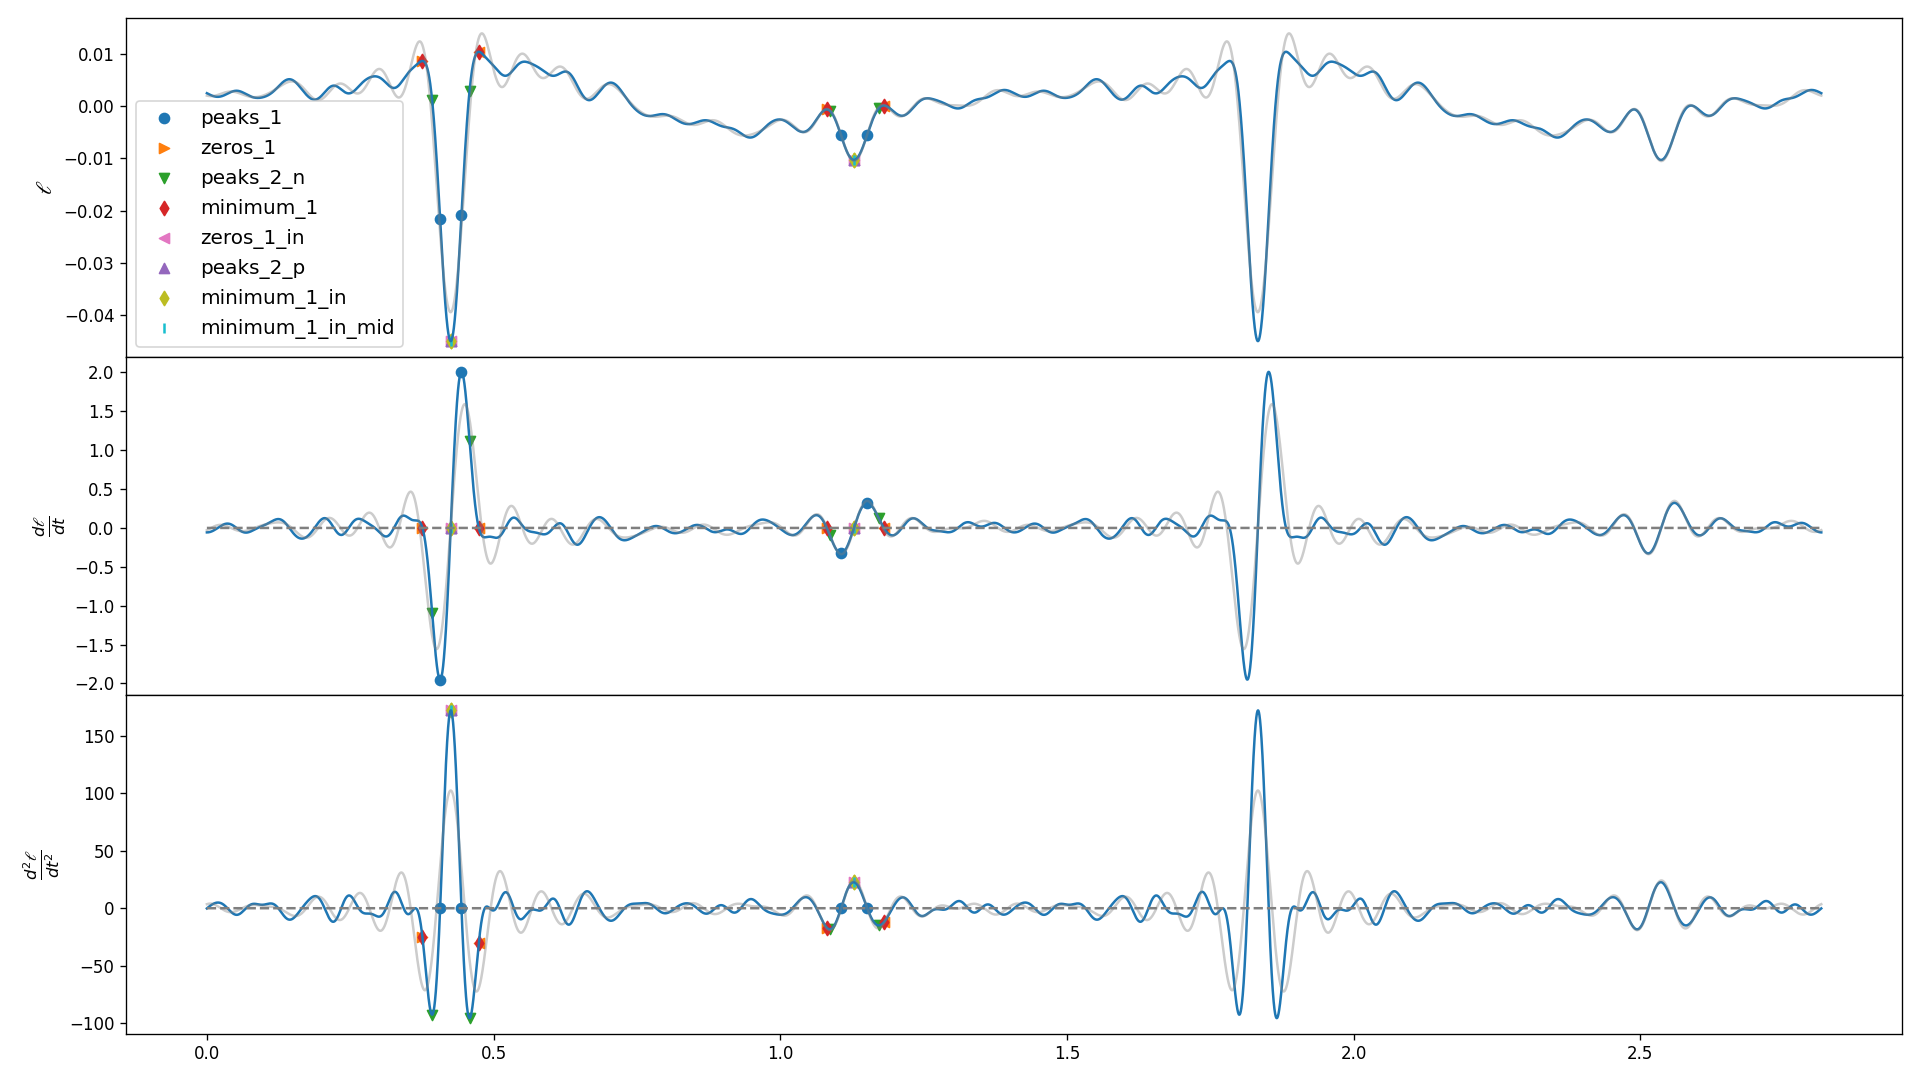 0.01
0.00
−0.01
−0.02
−0.03
−0.04
ℓ
peaks_1
zeros_1
peaks_2_n
minimum_1
zeros_1_in
peaks_2_p
minimum_1_in
minimum_1_in_mid
2.0
1.5
1.0
0.5
0.0
−0.5
−1.0
−1.5
−2.0
dℓ
dt
150
100
50
0
−50
−100
d²ℓ
dt²
0.0 0.5 1.0 1.5 2.0 2.5